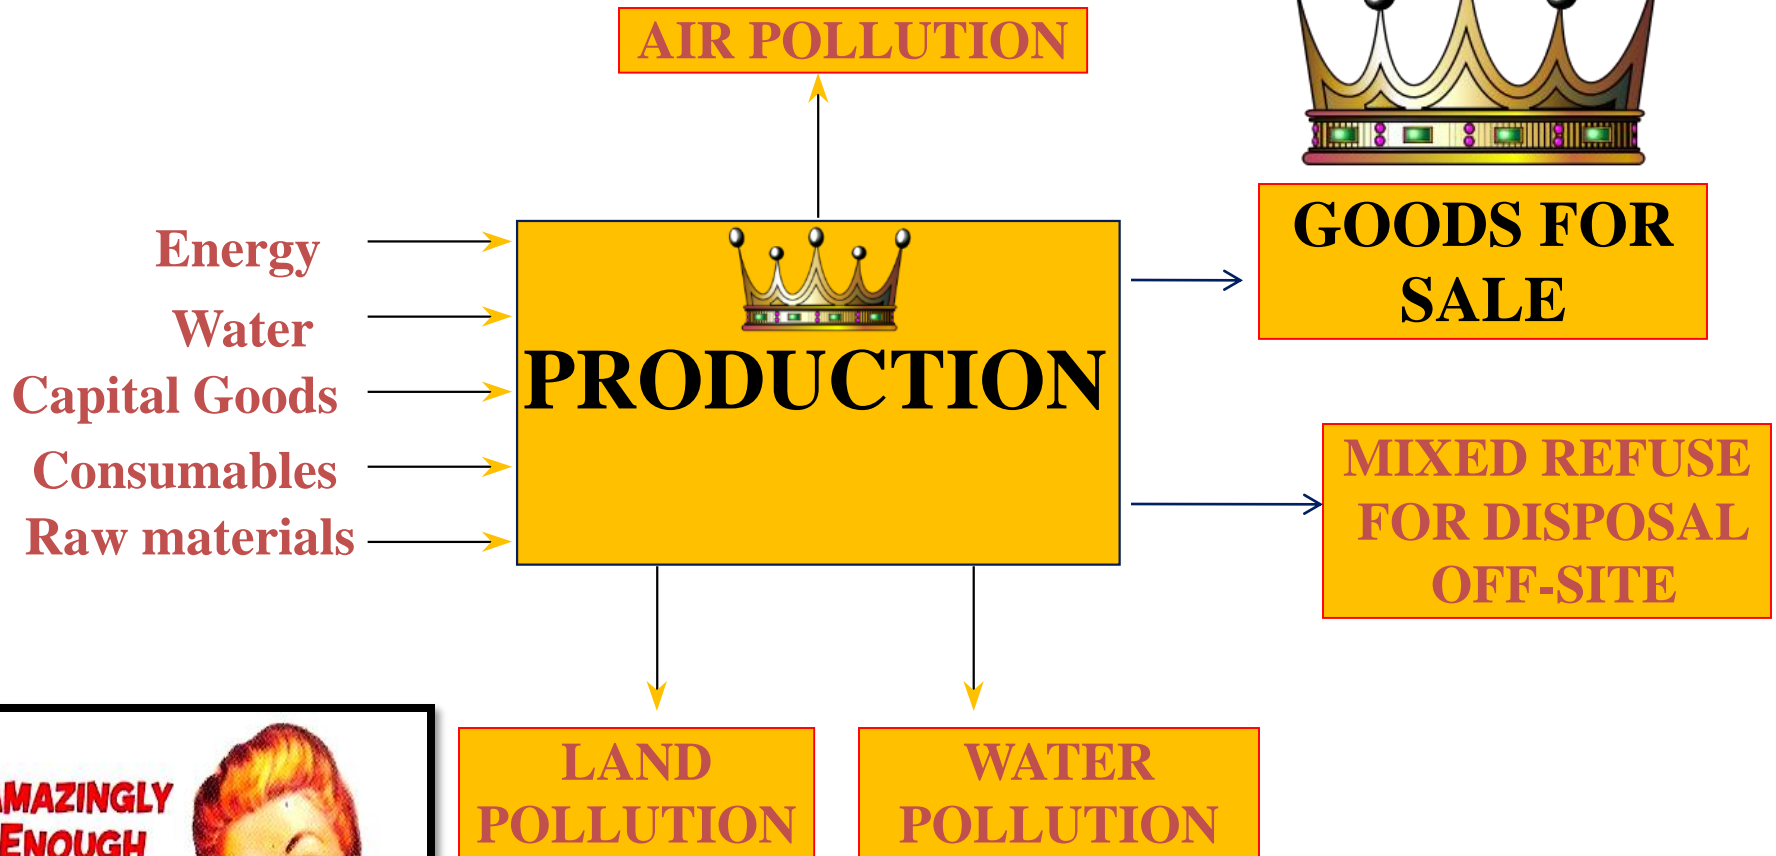 AIR POLLUTION
GOODS FOR
SALE
Energy
Water
Capital Goods
Consumables
Raw materials
PRODUCTION
MIXED REFUSE
FOR DISPOSAL
OFF-SITE
LAND
POLLUTION
WATER
POLLUTION
MAZINGLY
ENOUGH